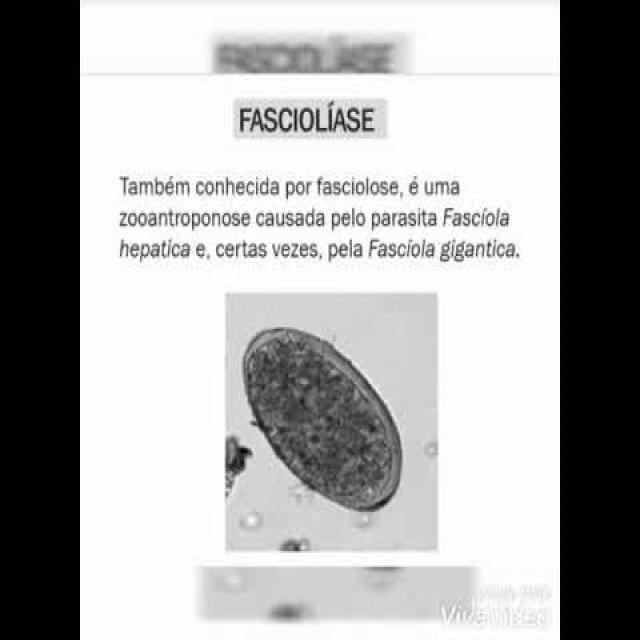 FASCIOLÍASE
FASCIOLÍASE
Também conhecida por fasciolose, é uma
zooantroponose causada pelo parasita Fascíola
hepatica e, certas vezes, pela Fascíola gigantica.
VivaVideo